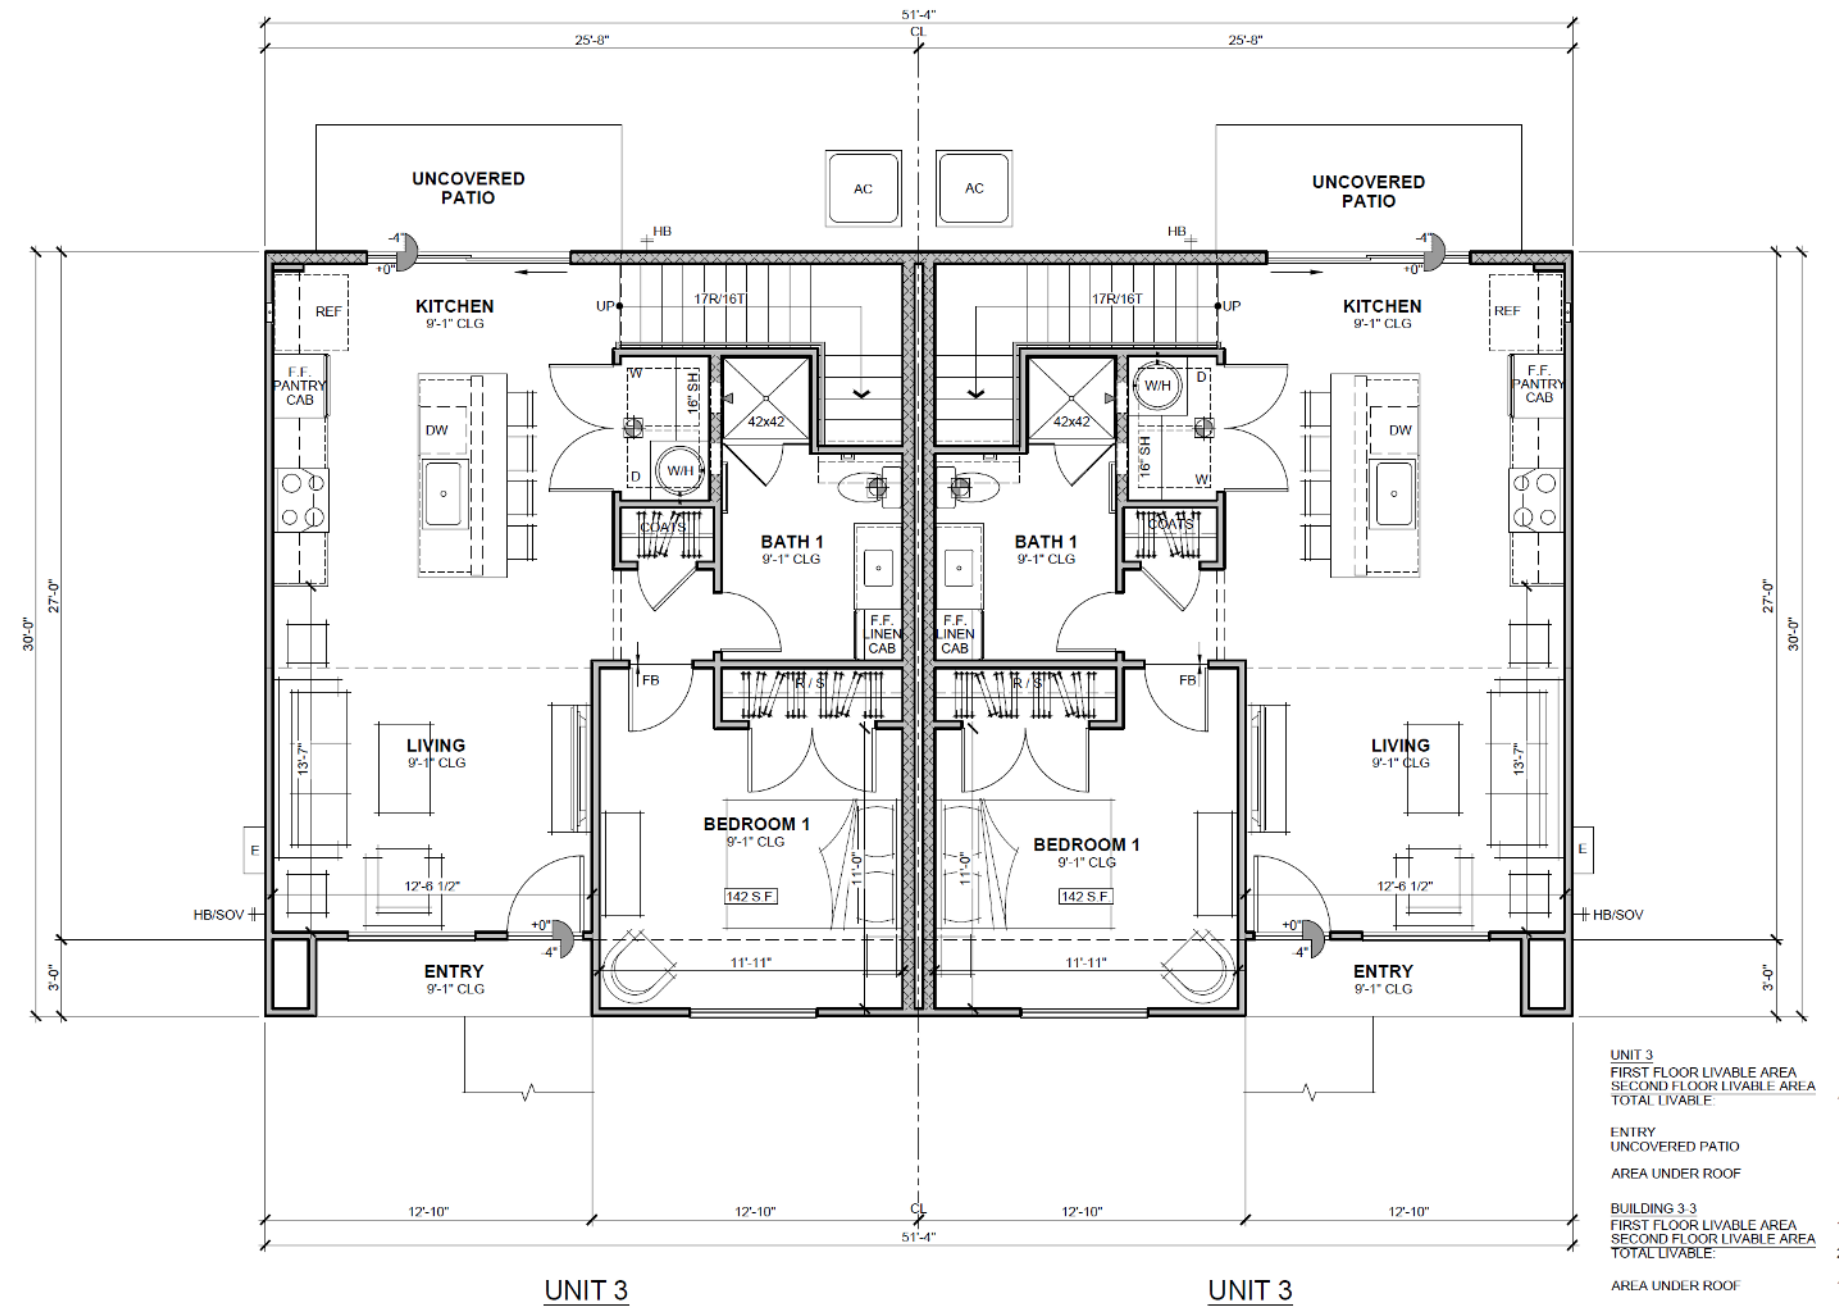 51'-4"
CL
25'-8"
25'-8"
UNCOVERED
PATIO
AC
AC
UNCOVERED
PATIO
HB
HB
-4"
+0"
-4"
+0"
REF
KITCHEN
9'-1" CLG
UP
17R/16T
17R/16T
UP
KITCHEN
9'-1" CLG
REF
F.F.
PANTRY
CAB
W
16" SH
42x42
42x42
W/H
D
F.F.
PANTRY
CAB
DW
D
W/H
16" SH
W
DW
COATS
BATH 1
9'-1" CLG
BATH 1
9'-1" CLG
COATS
30'-0"
27'-0"
27'-0"
30'-0"
F.F.
LINEN
CAB
F.F.
LINEN
CAB
FB
R / S
R / S
FB
LIVING
9'-1" CLG
13'-7"
LIVING
9'-1" CLG
13'-7"
BEDROOM 1
9'-1" CLG
142 S.F.
11'-0"
BEDROOM 1
9'-1" CLG
142 S.F.
11'-0"
E
E
12'-6 1/2"
12'-6 1/2"
HB/SOV
HB/SOV
+0"
-4"
+0"
-4"
ENTRY
9'-1" CLG
11'-11"
11'-11"
ENTRY
9'-1" CLG
3'-0"
3'-0"
12'-10"
12'-10"
CL
12'-10"
12'-10"
51'-4"
UNIT 3
UNIT 3
UNIT 3
FIRST FLOOR LIVABLE AREA
SECOND FLOOR LIVABLE AREA
TOTAL LIVABLE:
ENTRY
UNCOVERED PATIO
AREA UNDER ROOF
BUILDING 3-3
FIRST FLOOR LIVABLE AREA
SECOND FLOOR LIVABLE AREA
TOTAL LIVABLE:
AREA UNDER ROOF